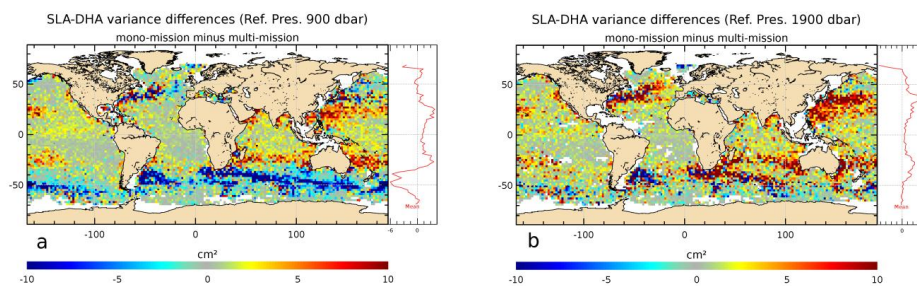 SLA-DHA variance differences (Ref. Pres. 900 dbar)
mono-mission minus multi-mission
50
0
-50
-100
0
100
Mean
-6
0
a
cm²
-10
-5
0
5
10
SLA-DHA variance differences (Ref. Pres. 1900 dbar)
mono-mission minus multi-mission
50
0
-50
-100
0
100
Mean
0
b
cm²
-10
-5
0
5
10